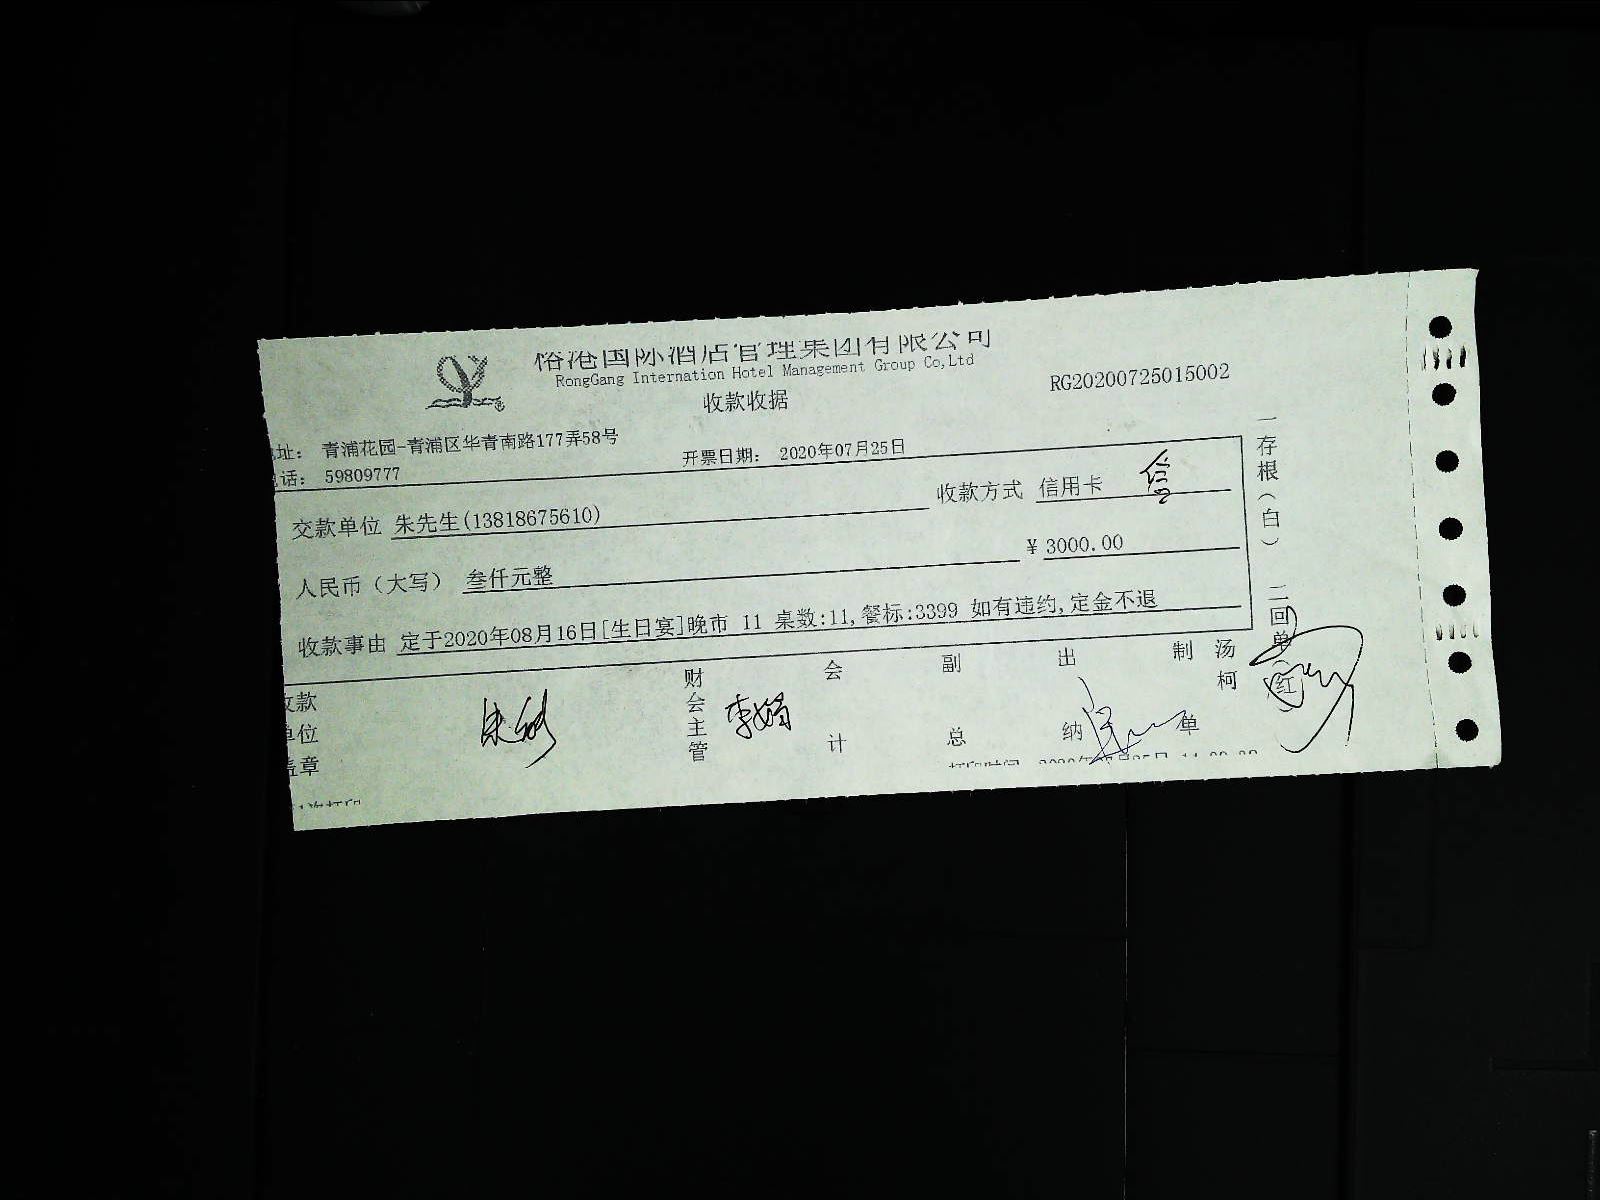 熔港国际酒店管理集团有限公司
RongGang Internation Hotel Management Group Co,Ltd
收款收据
RG20200725015002
址： 青浦花园-青浦区华青南路177弄58号
话： 59809777
开票日期： 2020年07月25日
交款单位 朱先生(13818675610)
收款方式 信用卡 信
人民币（大写） 叁仟元整
¥ 3000.00
收款事由 定于2020年08月16日[生日宴]晚市 11 桌数:11,餐标:3399 如有违约,定金不退
款单位盖章
财会主管 李娟
会计
副总
出纳
制单
汤柯
一存根（白）
二回单（红）